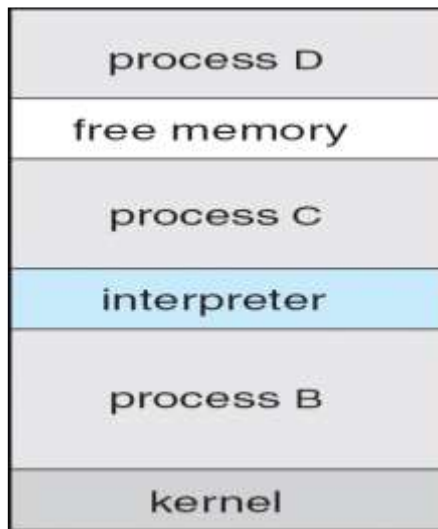 process D
free memory
process C
interpreter
process B
kernel